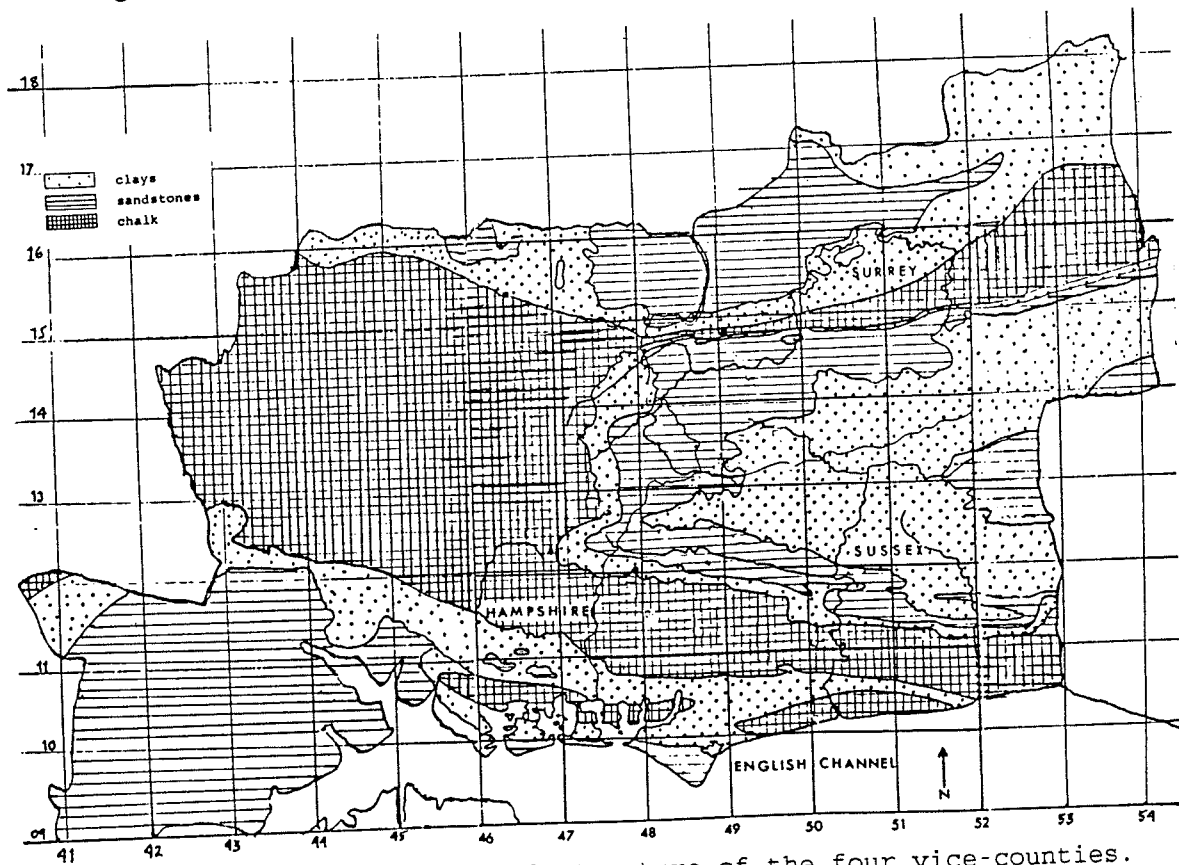 18
17
clays
sandstones
chalk
16
SURREY
15
14
13
SUSSEX
HAMPSHIRE
11
10
ENGLISH CHANNEL
N
09
41 42 43 44 45 46 47 48 49 50 51 52 53 54
of the four vice-counties.